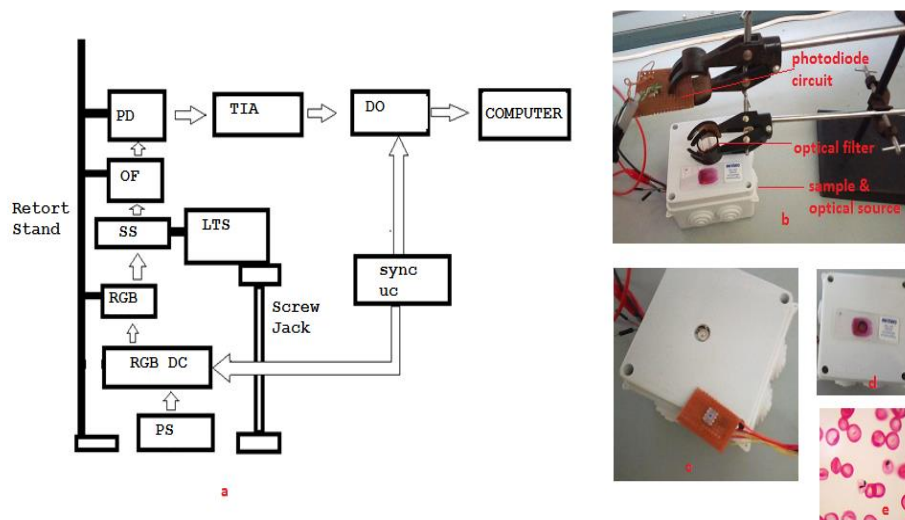 PD
TIA
DO
COMPUTER
OF
Retort
Stand
SS
LTS
RGB
sync
uc
Screw
Jack
RGB DC
PS
a
photodiode
circuit
optical filter
sample &
optical source
b
c
d
e